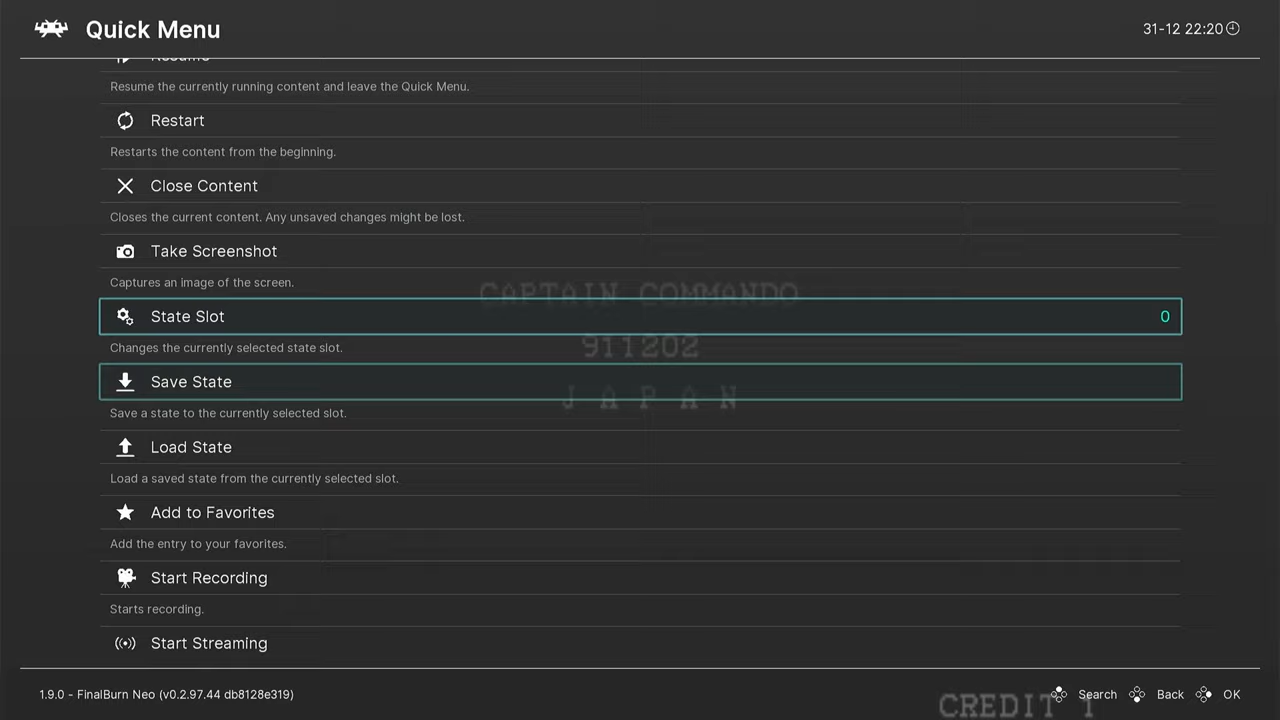 Quick Menu
31-12 22:20
Resume
Resume the currently running content and leave the Quick Menu.
Restart
Restarts the content from the beginning.
Close Content
Closes the current content. Any unsaved changes might be lost.
Take Screenshot
Captures an image of the screen.
CAPTAIN COMMANDO
State Slot 0
Changes the currently selected state slot.
911202
Save State
JAPAN
Save a state to the currently selected slot.
Load State
Load a saved state from the currently selected slot.
Add to Favorites
Add the entry to your favorites.
Start Recording
Starts recording.
Start Streaming
1.9.0 - FinalBurn Neo (v0.2.97.44 db8128e319)
Search Back OK
CREDIT 1